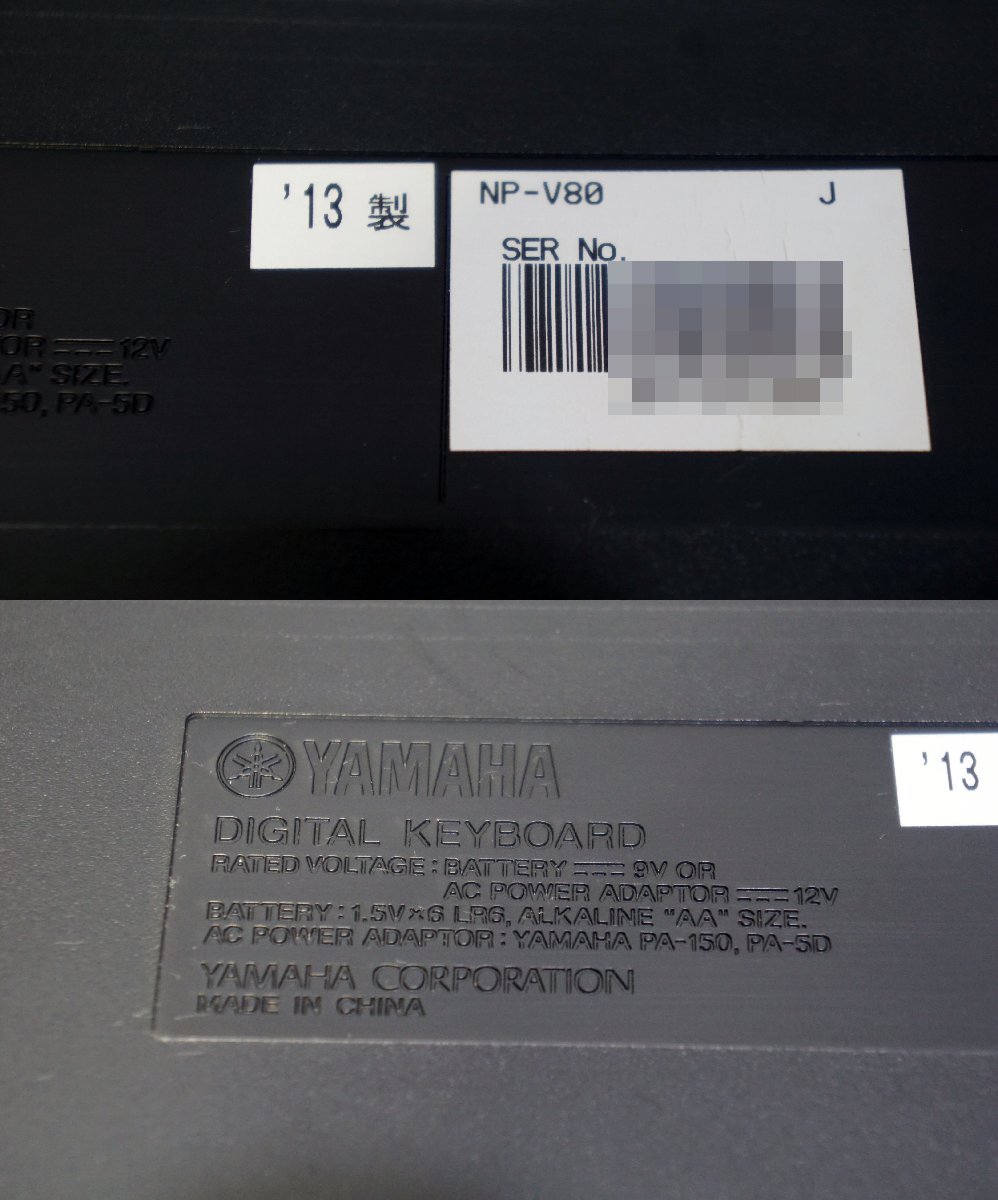 '13 製
NP-V80 J
SER No.
OR
OR 12V
A" SIZE.
50, PA-5D
YAMAHA
DIGITAL KEYBOARD
RATED VOLTAGE : BATTERY 9V OR
AC POWER ADAPTOR 12V
BATTERY : 1.5V×6 LR6, ALKALINE "AA" SIZE.
AC POWER ADAPTOR : YAMAHA PA-150, PA-5D
YAMAHA CORPORATION
MADE IN CHINA
'13